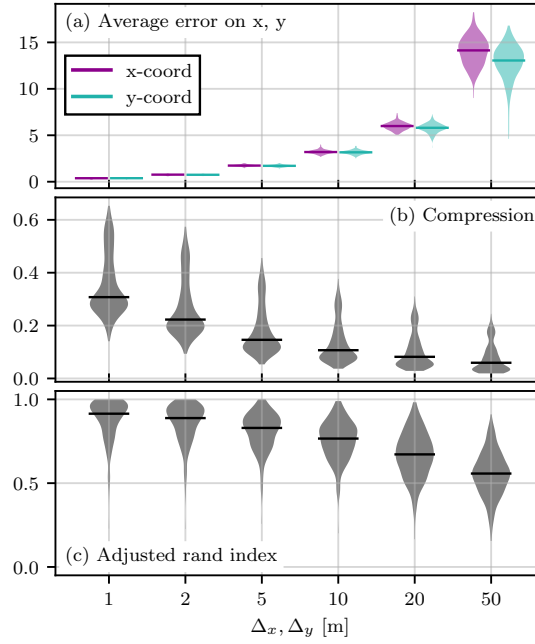 (a) Average error on x, y
15
10
5
0
x-coord
y-coord
(b) Compression
0.6
0.4
0.2
0.0
1.0
0.5
0.0
(c) Adjusted rand index
1 2 5 10 20 50
Δx, Δy [m]